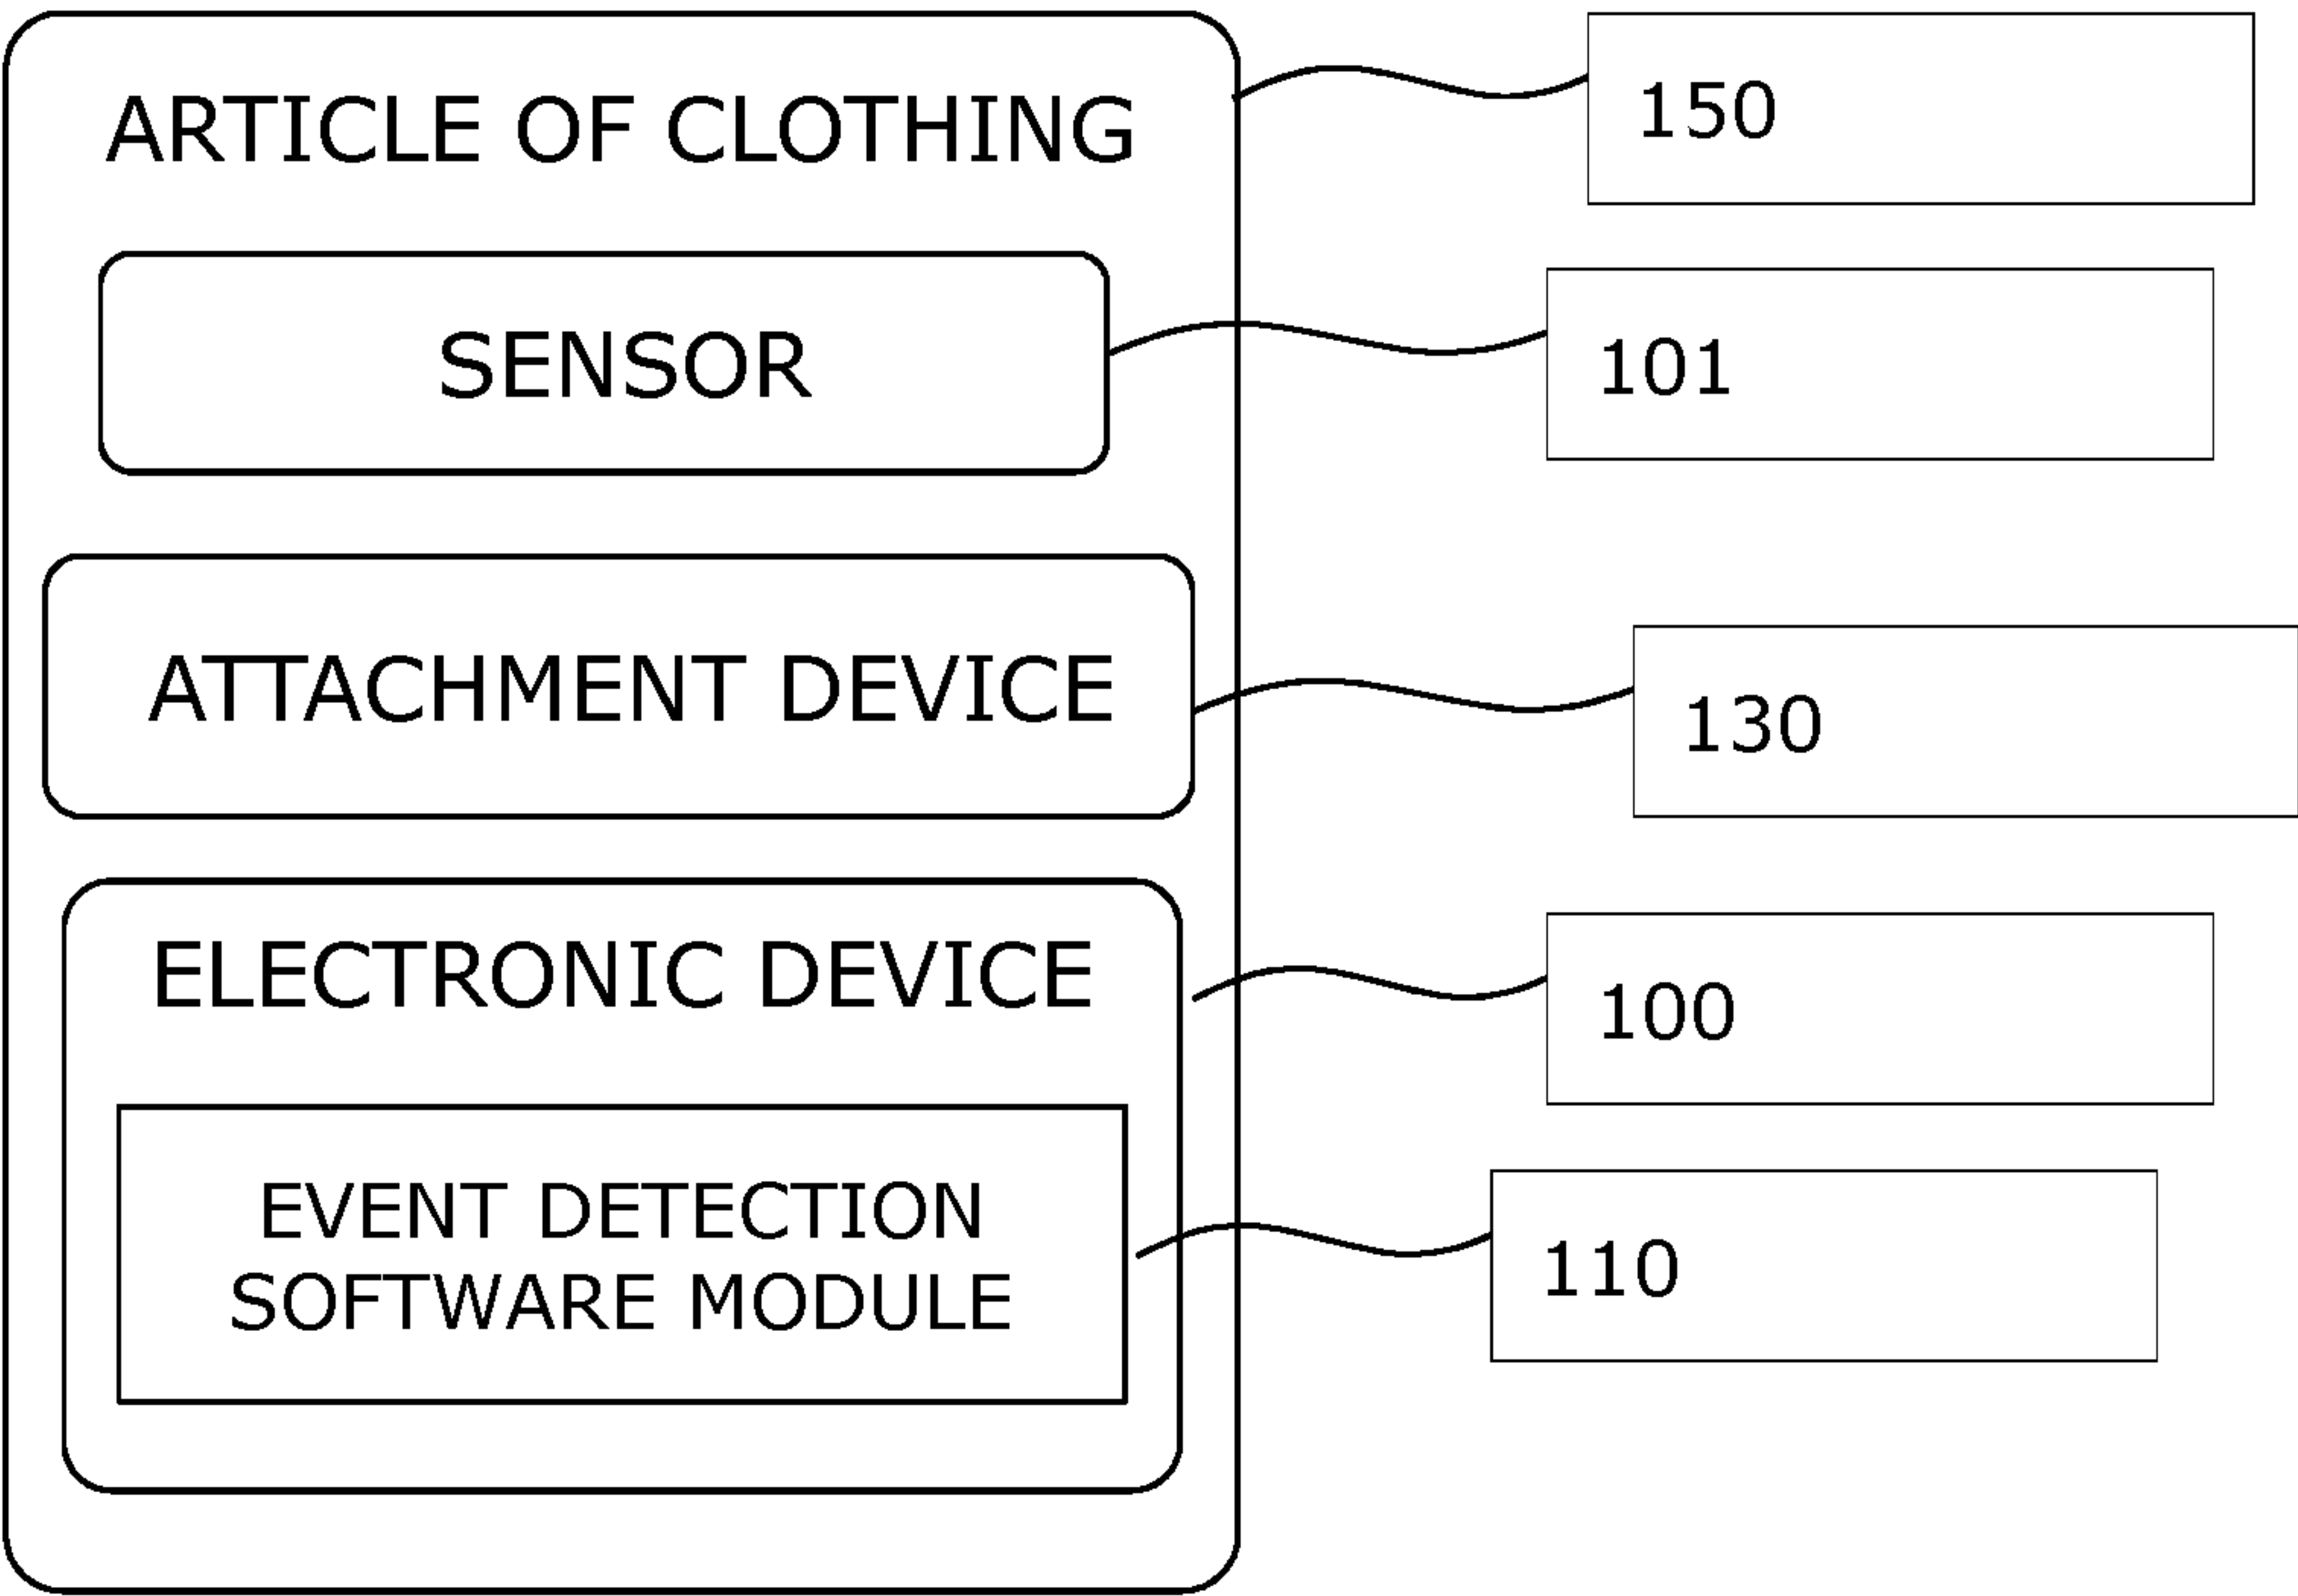 ARTICLE OF CLOTHING
150
SENSOR
101
ATTACHMENT DEVICE
130
ELECTRONIC DEVICE
100
EVENT DETECTION
SOFTWARE MODULE
110